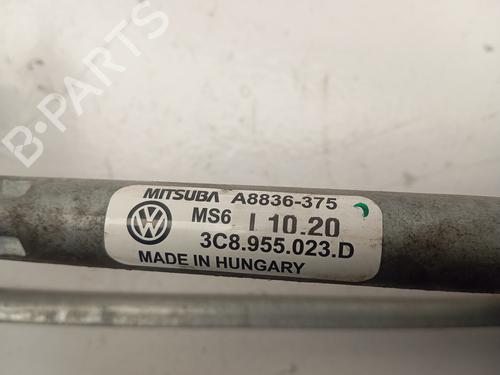 B-PARTS
MITSUBA A8836-375
MS6 I 10.20
3C8.955.023.D
MADE IN HUNGARY